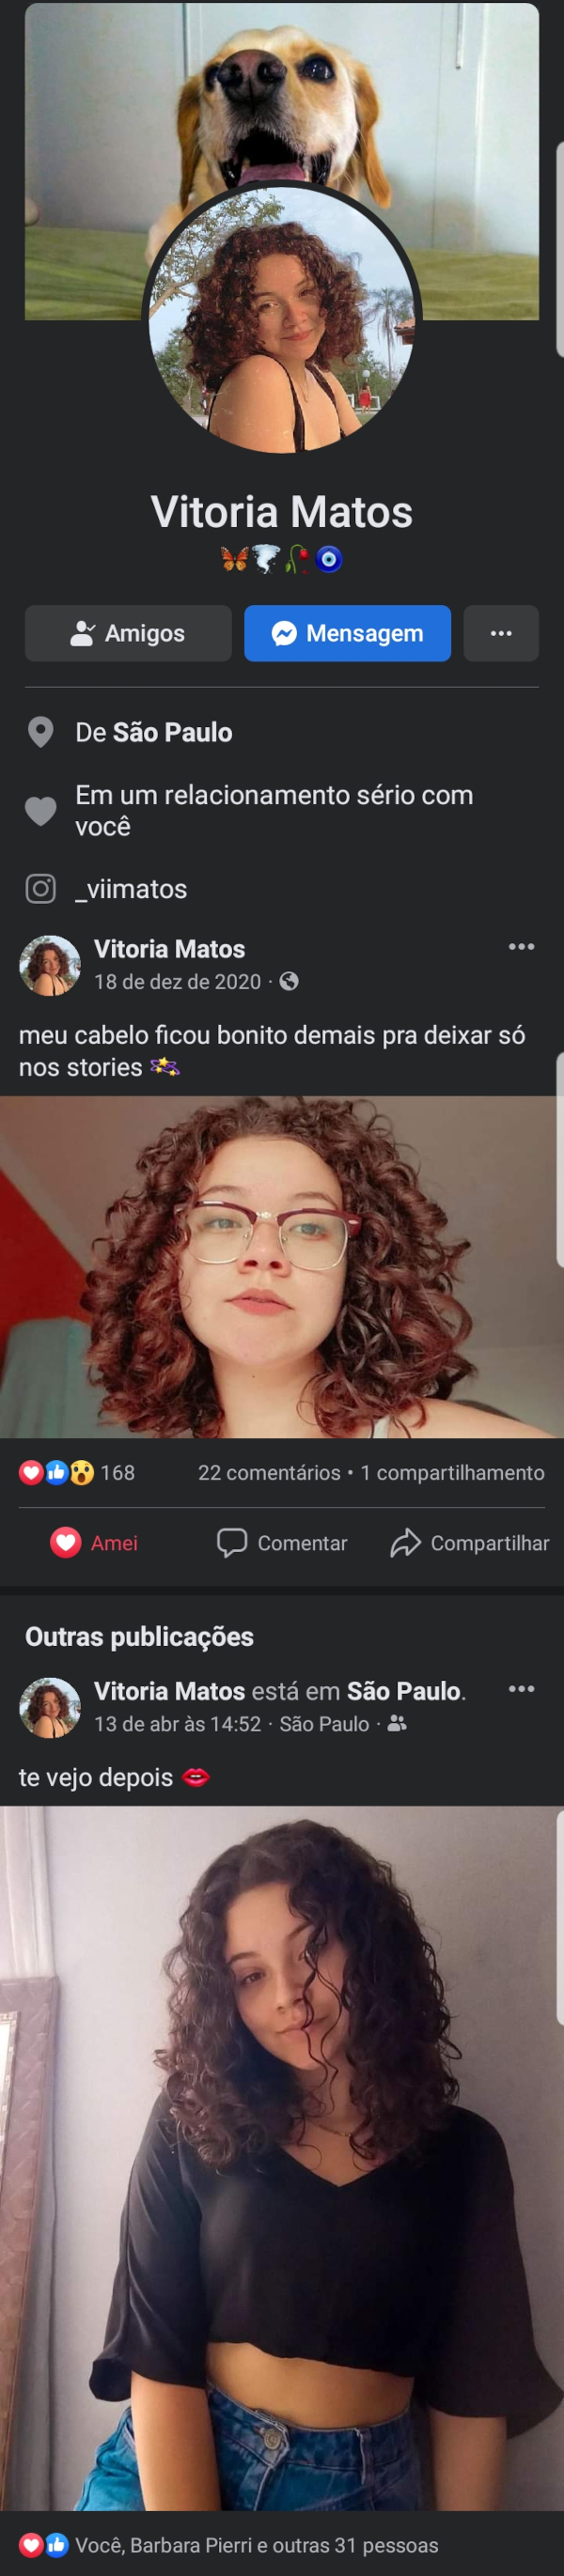 Vitoria Matos
🦋🌪️🥀🧿
Amigos
Mensagem
De São Paulo
Em um relacionamento sério com
você
_viimatos
Vitoria Matos
18 de dez de 2020 ·
meu cabelo ficou bonito demais pra deixar só
nos stories 💫
168 22 comentários • 1 compartilhamento
Amei Comentar Compartilhar
Outras publicações
Vitoria Matos está em São Paulo.
13 de abr às 14:52 · São Paulo ·
te vejo depois 💋
Você, Barbara Pierri e outras 31 pessoas